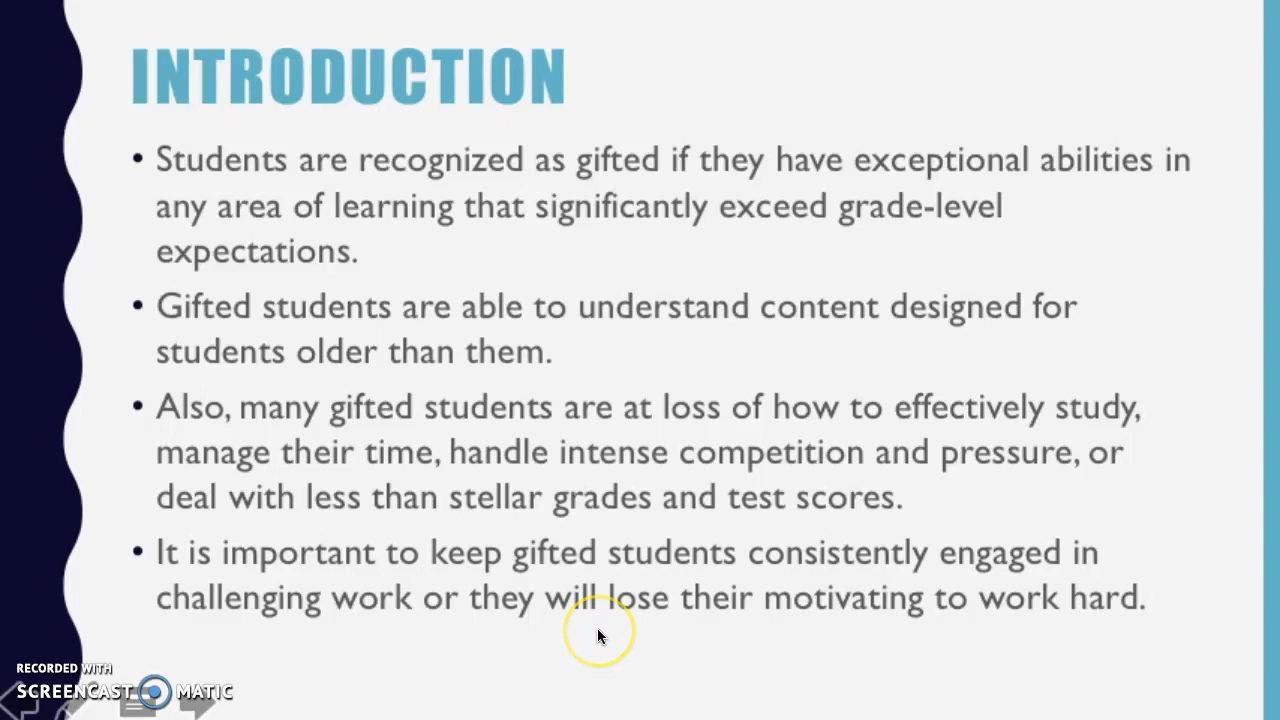 INTRODUCTION
• Students are recognized as gifted if they have exceptional abilities in
any area of learning that significantly exceed grade-level
expectations.
• Gifted students are able to understand content designed for
students older than them.
• Also, many gifted students are at loss of how to effectively study,
manage their time, handle intense competition and pressure, or
deal with less than stellar grades and test scores.
• It is important to keep gifted students consistently engaged in
challenging work or they will lose their motivating to work hard.
RECORDED WITH
SCREENCAST MATIC